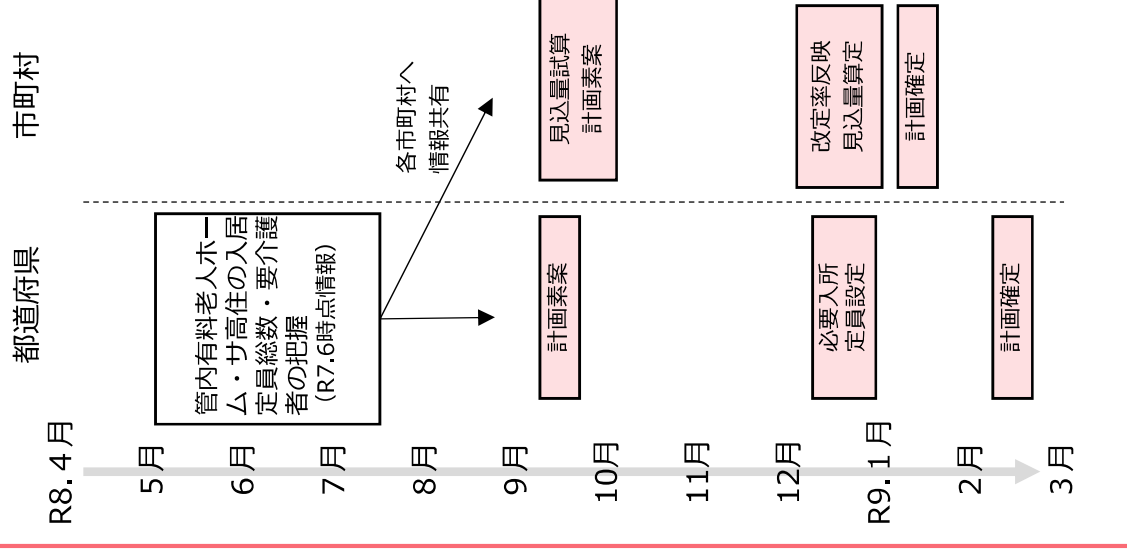 R8.４月
5月
6月
7月
8月
9月
10月
11月
12月
R9.１月
２月
３月
都道府県
市町村
管内有料老人ホー
ム・サ高住の入居
定員総数・要介護
者の把握
（R7.6時点情報）
各市町村へ
情報共有
計画素案
必要入所
定員設定
計画確定
見込量試算
計画素案
改定率反映
見込量算定
計画確定